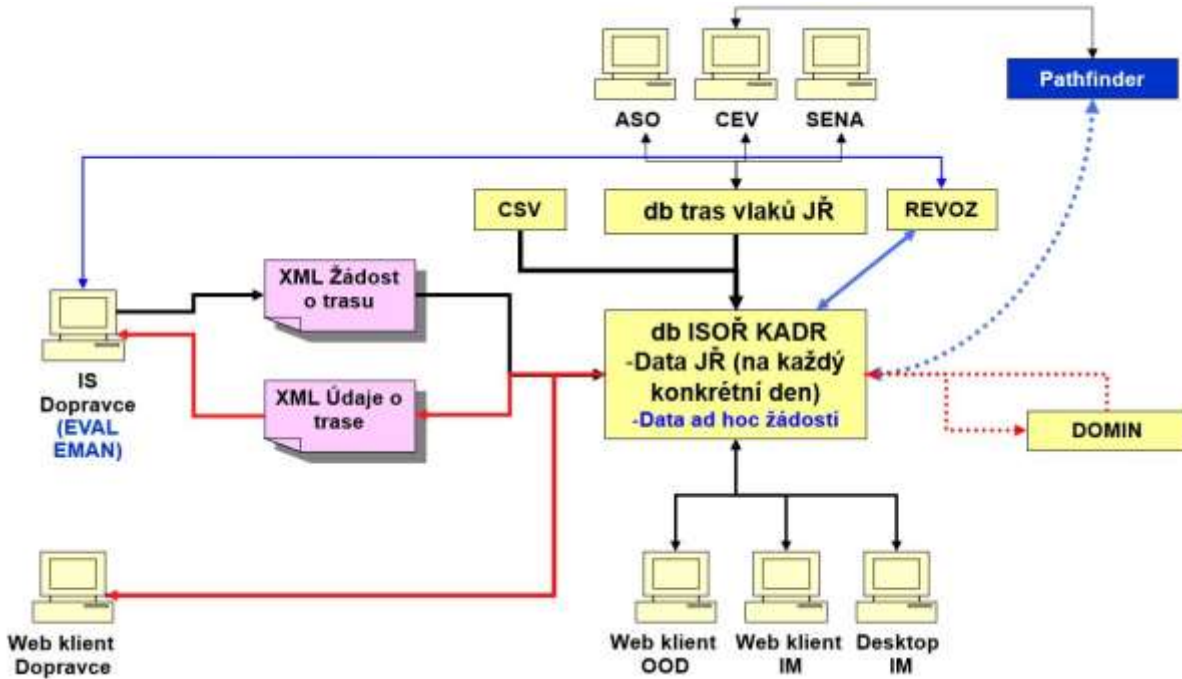 Pathfinder
ASO
CEV
SENA
CSV
db tras vlaků JŘ
REVOZ
XML Žádost
o trasu
db ISOŘ KADR
-Data JŘ (na každý
konkrétní den)
-Data ad hoc žádostí
IS
Dopravce
(EVAL
EMAN)
XML Údaje o
trase
DOMIN
Web klient
Dopravce
Web klient
OOD
Web klient
IM
Desktop
IM